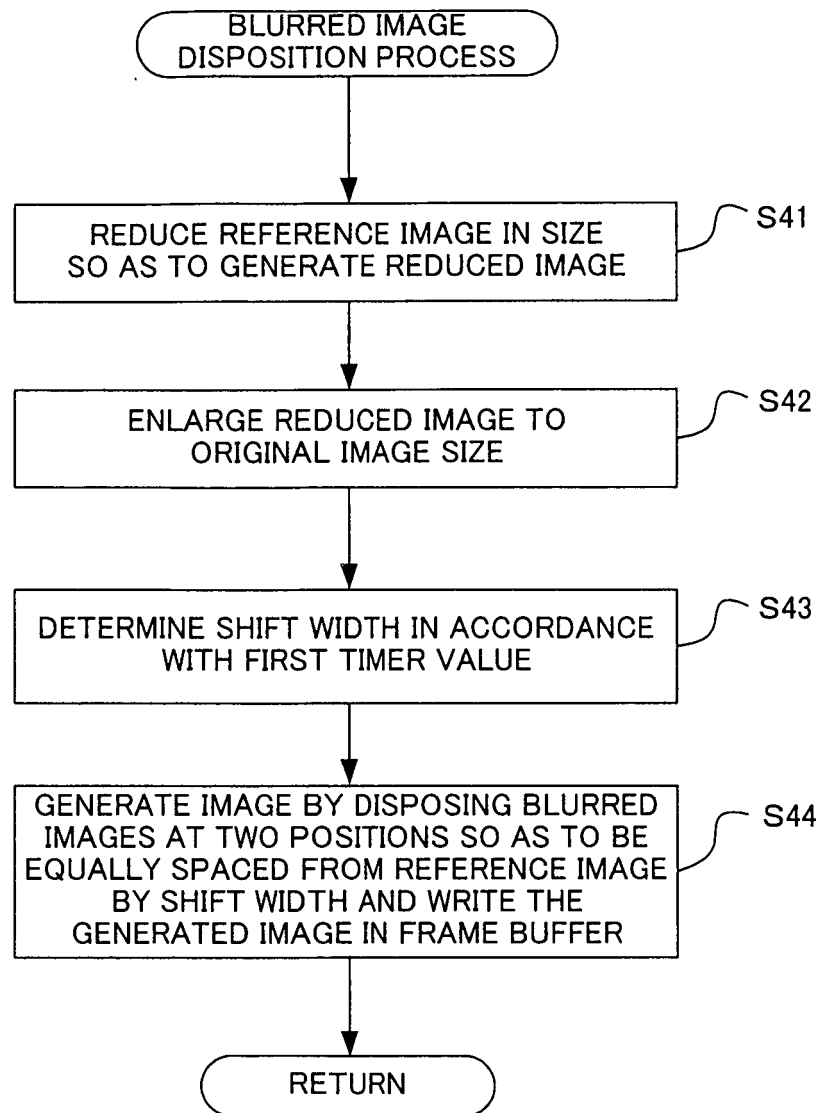 BLURRED IMAGE
DISPOSITION PROCESS
REDUCE REFERENCE IMAGE IN SIZE
SO AS TO GENERATE REDUCED IMAGE
S41
ENLARGE REDUCED IMAGE TO
ORIGINAL IMAGE SIZE
S42
DETERMINE SHIFT WIDTH IN ACCORDANCE
WITH FIRST TIMER VALUE
S43
GENERATE IMAGE BY DISPOSING BLURRED
IMAGES AT TWO POSITIONS SO AS TO BE
EQUALLY SPACED FROM REFERENCE IMAGE
BY SHIFT WIDTH AND WRITE THE
GENERATED IMAGE IN FRAME BUFFER
S44
RETURN